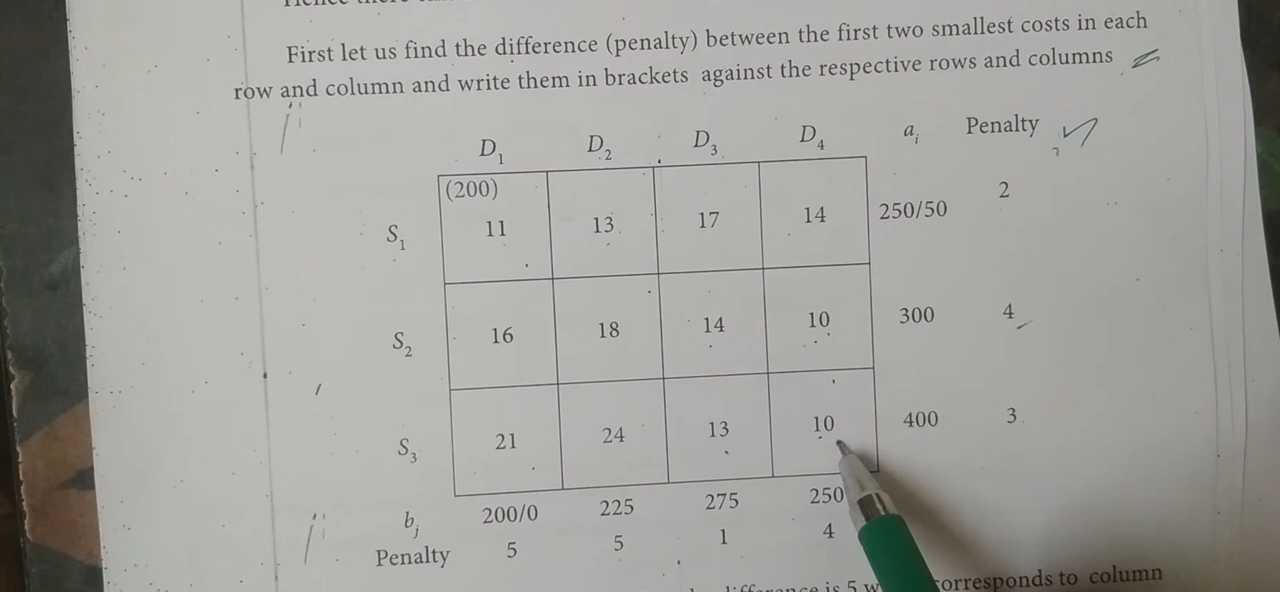 First let us find the difference (penalty) between the first two smallest costs in each
row and column and write them in brackets against the respective rows and columns
D₁ D₂ D₃ D₄ aᵢ Penalty
(200)
S₁ 11 13 17 14 250/50 2
S₂ 16 18 14 10 300 4
S₃ 21 24 13 10 400 3
bⱼ 200/0 225 275 250
Penalty 5 5 1 4
is 5 corresponds to column